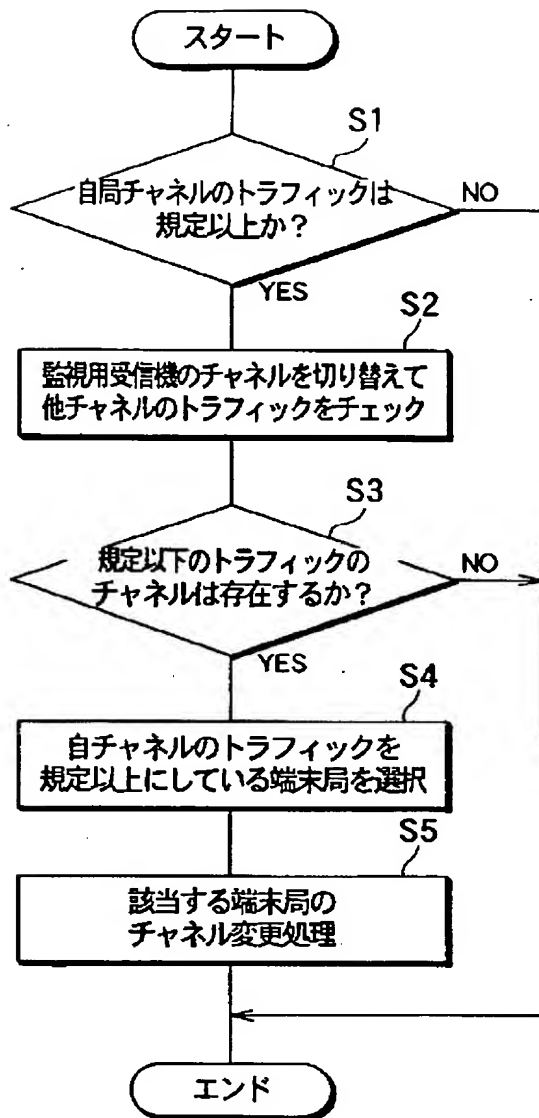 スタート
S1
自局チャネルのトラフィックは
規定以上か?
NO
YES
S2
監視用受信機のチャネルを切り替えて
他チャネルのトラフィックをチェック
S3
規定以下のトラフィックの
チャネルは存在するか?
NO
YES
S4
自チャネルのトラフィックを
規定以上にしている端末局を選択
S5
該当する端末局の
チャネル変更処理
エンド